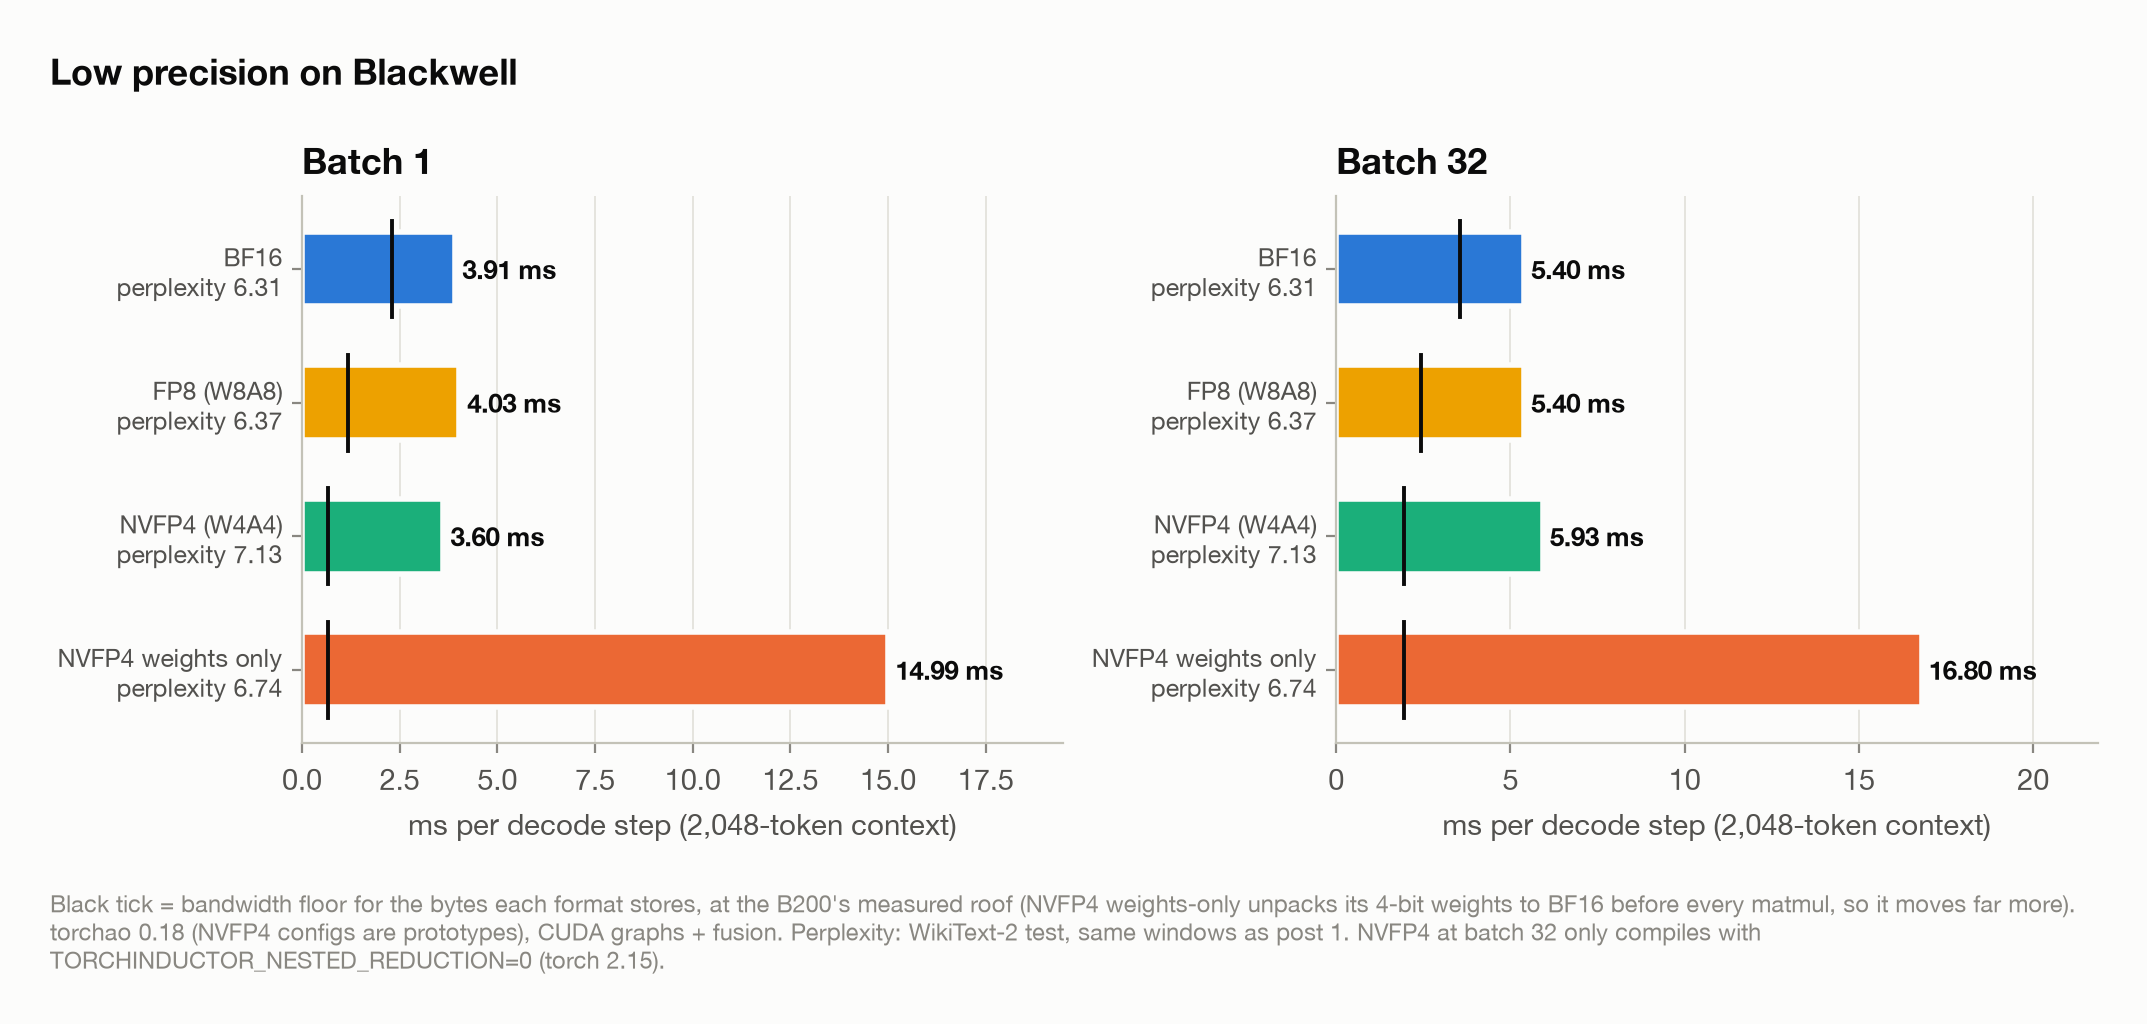 Low precision on Blackwell
Batch 1
BF16
perplexity 6.31
3.91 ms
FP8 (W8A8)
perplexity 6.37
4.03 ms
NVFP4 (W4A4)
perplexity 7.13
3.60 ms
NVFP4 weights only
perplexity 6.74
14.99 ms
0.0 2.5 5.0 7.5 10.0 12.5 15.0 17.5
ms per decode step (2,048-token context)
Batch 32
BF16
perplexity 6.31
5.40 ms
FP8 (W8A8)
perplexity 6.37
5.40 ms
NVFP4 (W4A4)
perplexity 7.13
5.93 ms
NVFP4 weights only
perplexity 6.74
16.80 ms
0 5 10 15 20
ms per decode step (2,048-token context)
Black tick = bandwidth floor for the bytes each format stores, at the B200's measured roof (NVFP4 weights-only unpacks its 4-bit weights to BF16 before every matmul, so it moves far more).
torchao 0.18 (NVFP4 configs are prototypes), CUDA graphs + fusion. Perplexity: WikiText-2 test, same windows as post 1. NVFP4 at batch 32 only compiles with
TORCHINDUCTOR_NESTED_REDUCTION=0 (torch 2.15).